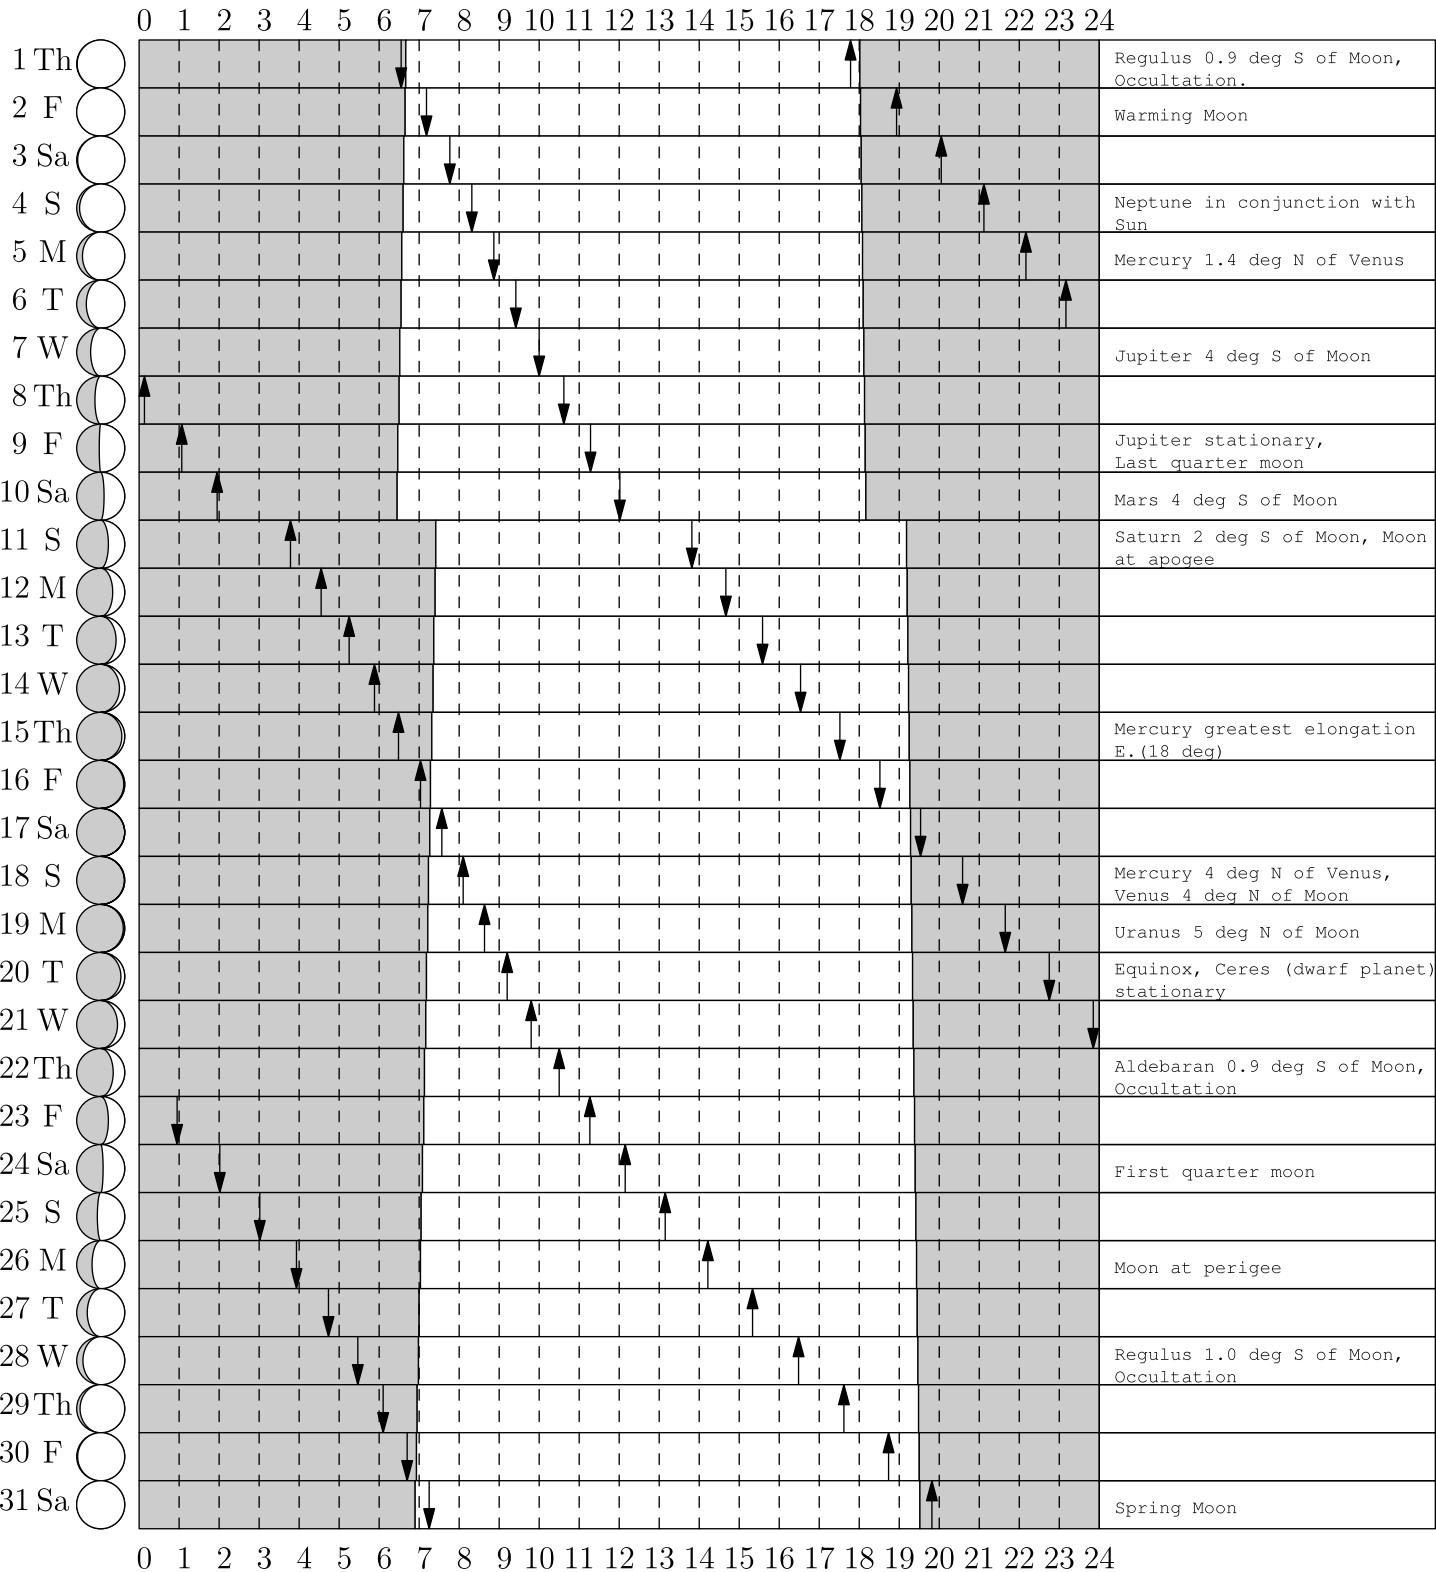 0 1 2 3 4 5 6 7 8 9 10 11 12 13 14 15 16 17 18 19 20 21 22 23 24
1 Th Regulus 0.9 deg S of Moon,
Occultation.
2 F Warming Moon
3 Sa
4 S Neptune in conjunction with
Sun
5 M Mercury 1.4 deg N of Venus
6 T
7 W Jupiter 4 deg S of Moon
8 Th
9 F Jupiter stationary,
Last quarter moon
10 Sa Mars 4 deg S of Moon
11 S Saturn 2 deg S of Moon, Moon
at apogee
12 M
13 T
14 W
15 Th Mercury greatest elongation
E.(18 deg)
16 F
17 Sa
18 S Mercury 4 deg N of Venus,
Venus 4 deg N of Moon
19 M Uranus 5 deg N of Moon
20 T Equinox, Ceres (dwarf planet)
stationary
21 W
22 Th Aldebaran 0.9 deg S of Moon,
Occultation
23 F
24 Sa First quarter moon
25 S
26 M Moon at perigee
27 T
28 W Regulus 1.0 deg S of Moon,
Occultation
29 Th
30 F
31 Sa Spring Moon
0 1 2 3 4 5 6 7 8 9 10 11 12 13 14 15 16 17 18 19 20 21 22 23 24